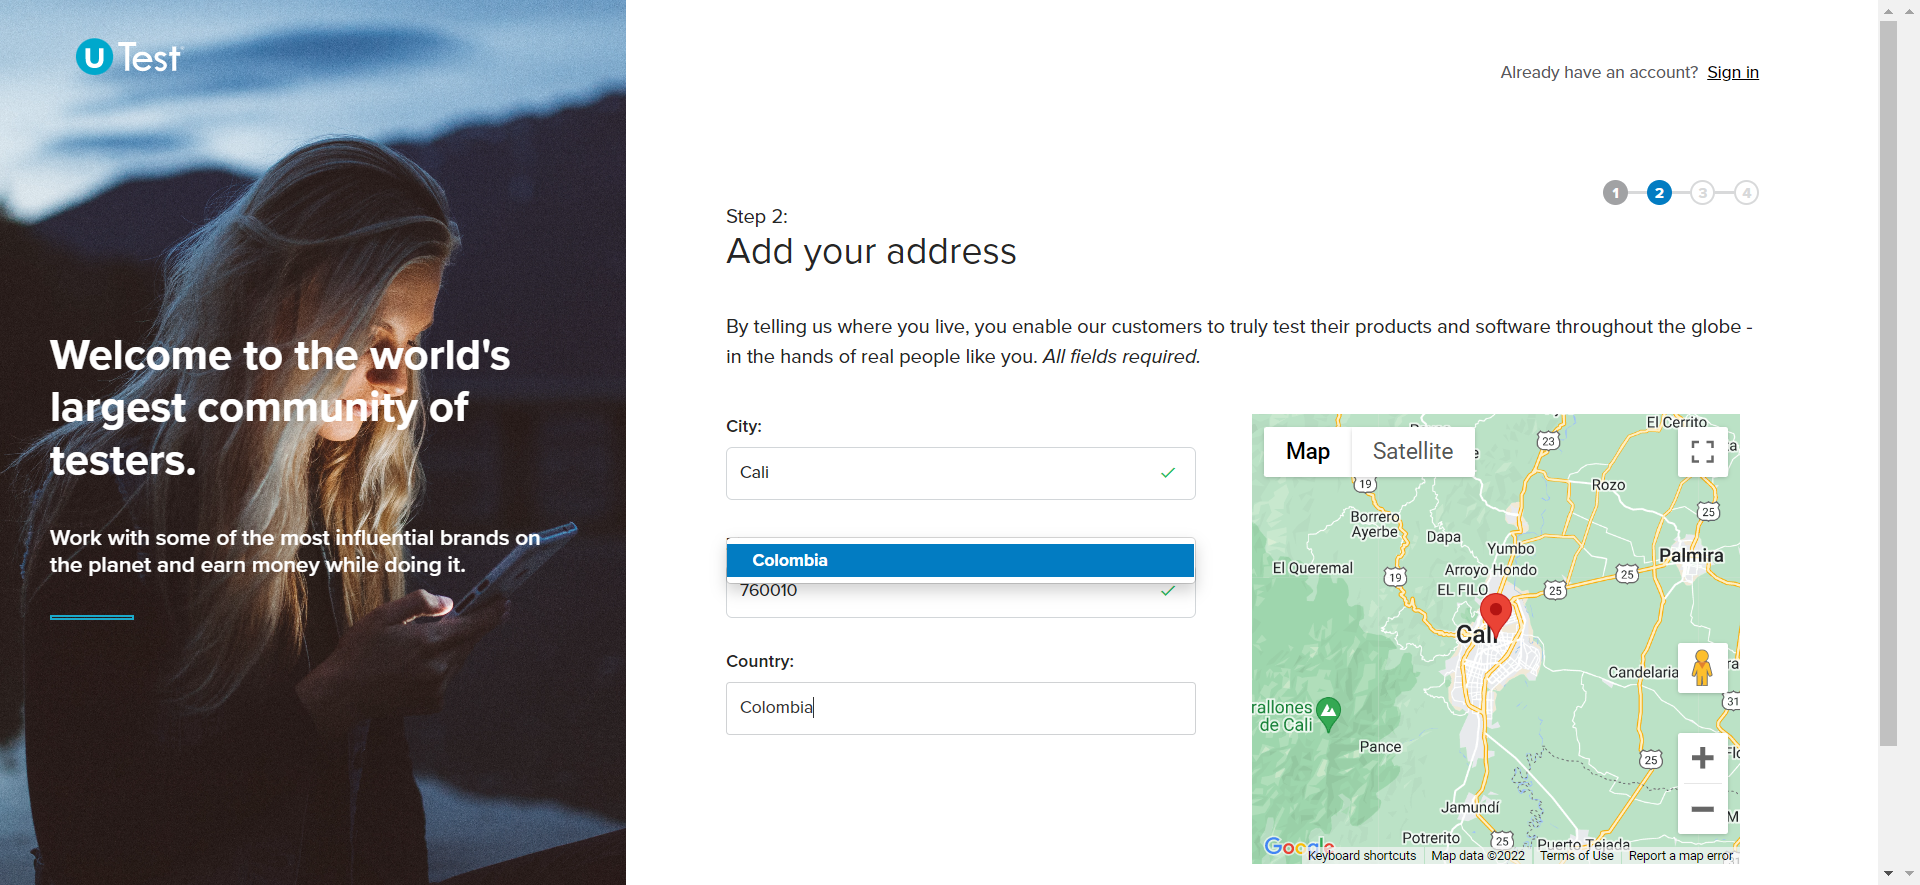 U Test
Welcome to the world's
largest community of
testers.
Work with some of the most influential brands on
the planet and earn money while doing it.
Already have an account? Sign in
1 2 3 4
Step 2:
Add your address
By telling us where you live, you enable our customers to truly test their products and software throughout the globe -
in the hands of real people like you. All fields required.
City:
Cali
Colombia
760010
Country:
Colombia
Map Satellite
El Cerrito
23
19
Rozo
25
Borrero
Ayerbe
Dapa
Yumbo
Palmira
El Queremal
Arroyo Hondo
19
25
EL FILO
25
Cali
Candelaria
31
rallones
de Cali
Pance
25
Jamundí
Potrerito
25
Puerto Tejada
Google
Keyboard shortcuts Map data ©2022 Terms of Use Report a map error